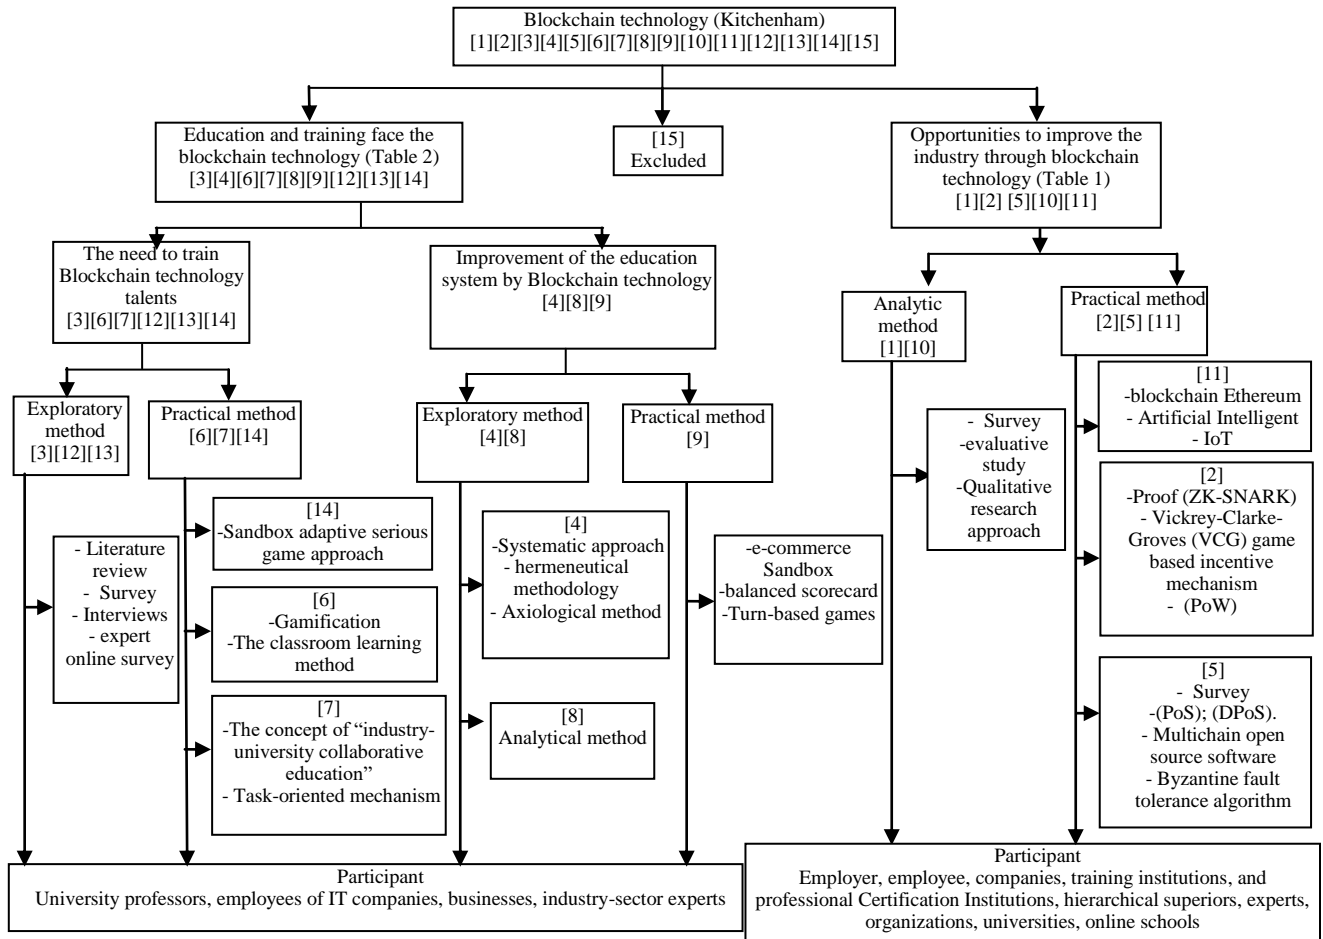 Blockchain technology (Kitchenham)
[1][2][3][4][5][6][7][8][9][10][11][12][13][14][15]
Education and training face the
blockchain technology (Table 2)
[3][4][6][7][8][9][12][13][14]
[15]
Excluded
Opportunities to improve the
industry through blockchain
technology (Table 1)
[1][2] [5][10][11]
The need to train
Blockchain technology
talents
[3][6][7][12][13][14]
Improvement of the education
system by Blockchain technology
[4][8][9]
Analytic
method
[1][10]
Practical method
[2][5] [11]
Exploratory
method
[3][12][13]
Practical method
[6][7][14]
Exploratory method
[4][8]
Practical method
[9]
- Survey
-evaluative
study
-Qualitative
research
approach
[11]
-blockchain Ethereum
- Artificial Intelligent
- IoT
[2]
-Proof (ZK-SNARK)
- Vickrey-Clarke-
Groves (VCG) game
based incentive
mechanism
- (PoW)
[5]
- Survey
-(PoS); (DPoS).
- Multichain open
source software
- Byzantine fault
tolerance algorithm
- Literature
review
- Survey
- Interviews
- expert
online survey
[14]
-Sandbox adaptive serious
game approach
[6]
-Gamification
-The classroom learning
method
[7]
-The concept of “industry-
university collaborative
education”
- Task-oriented mechanism
[4]
-Systematic approach
- hermeneutical
methodology
- Axiological method
[8]
Analytical method
-e-commerce
Sandbox
-balanced scorecard
-Turn-based games
Participant
University professors, employees of IT companies, businesses, industry-sector experts
Participant
Employer, employee, companies, training institutions, and
professional Certification Institutions, hierarchical superiors, experts,
organizations, universities, online schools